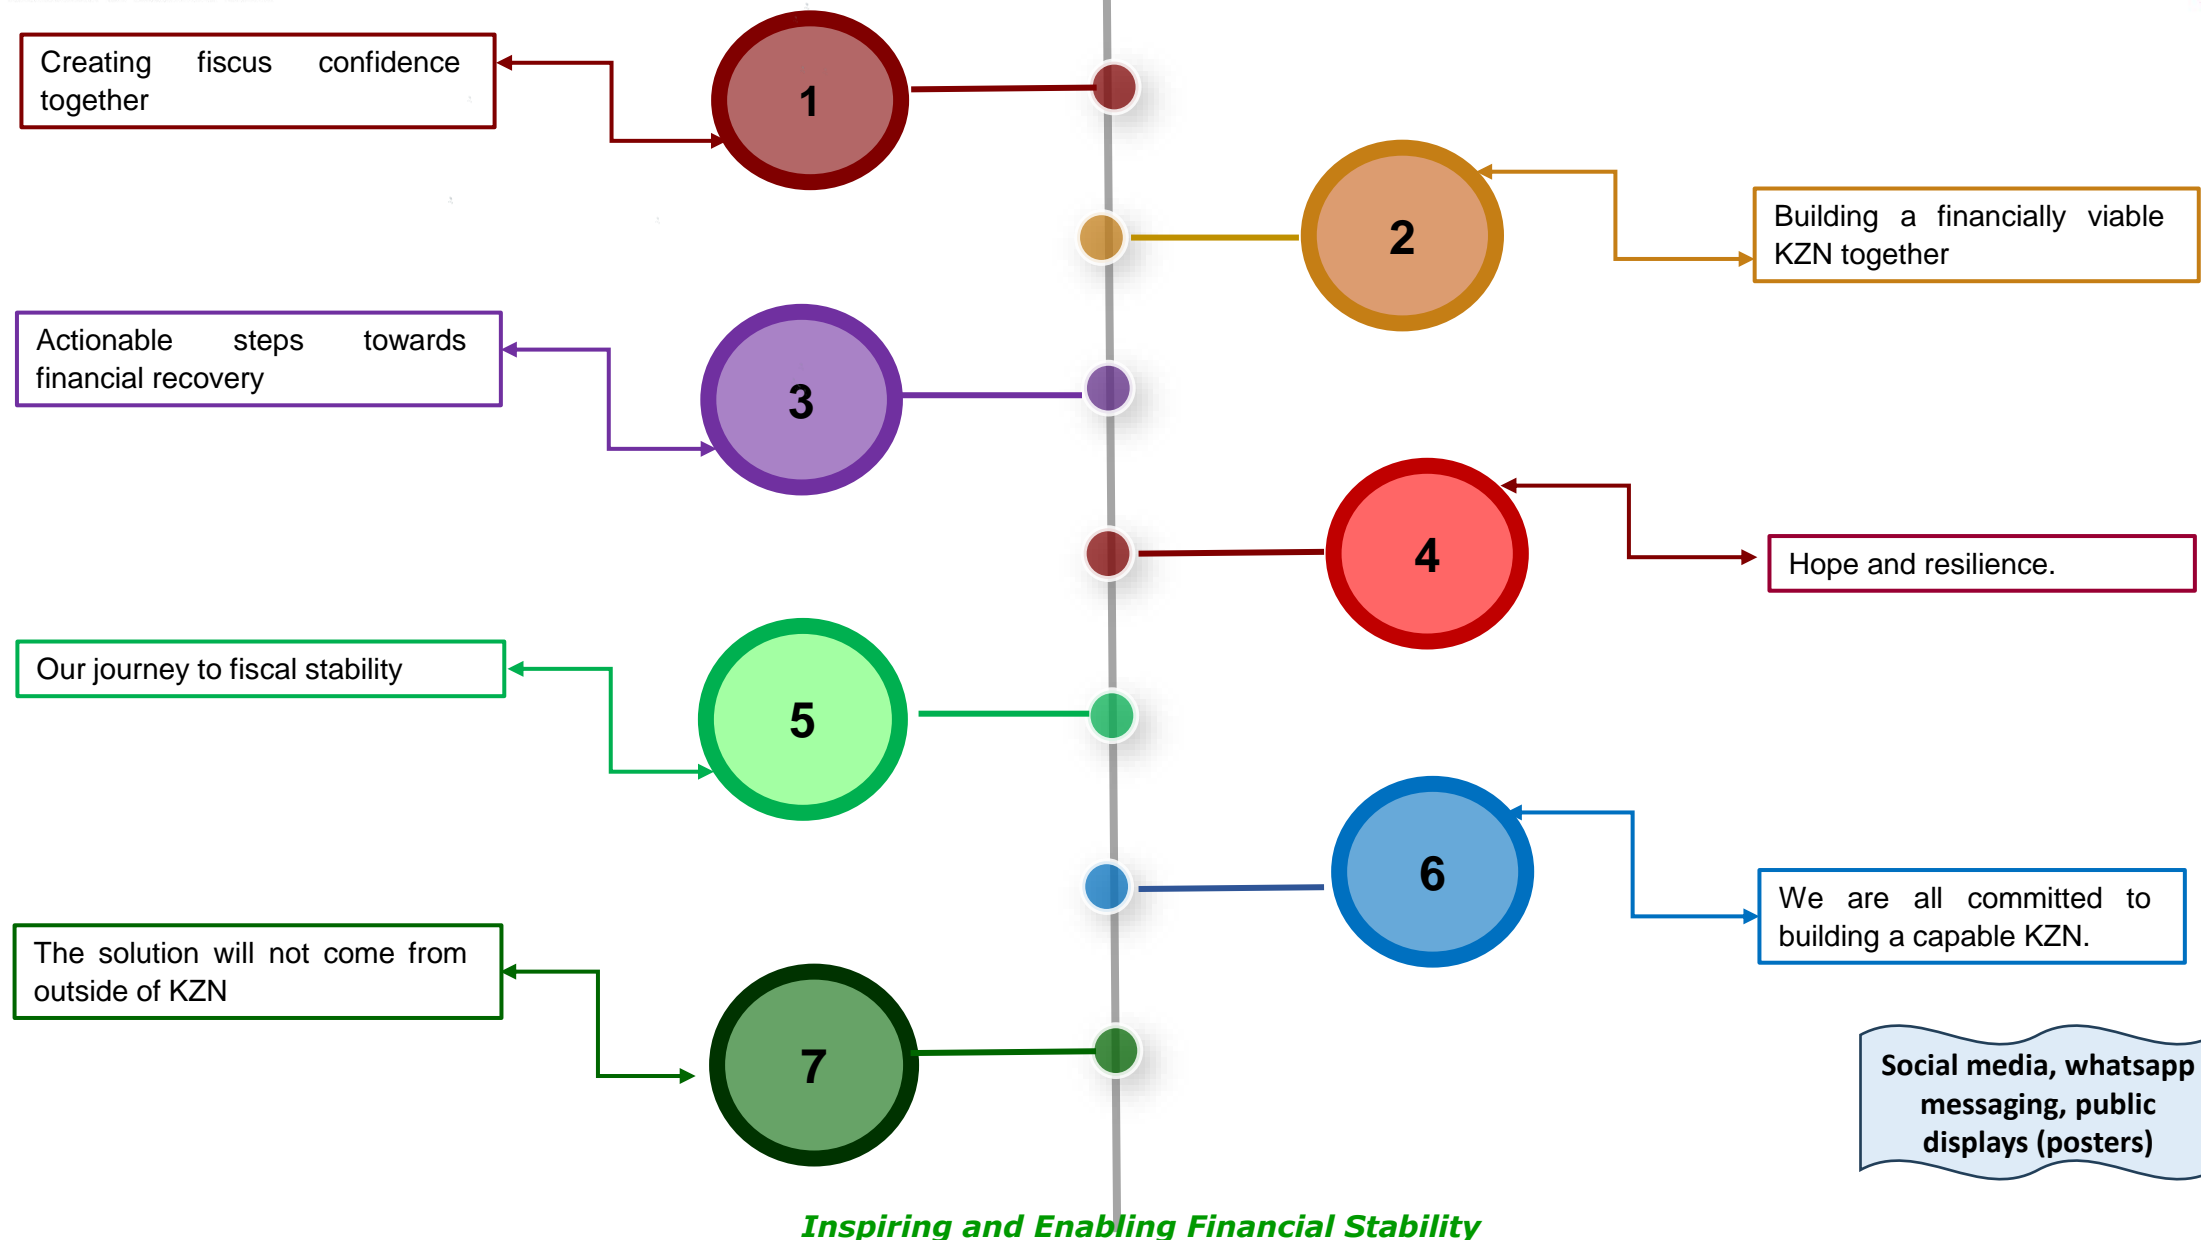 Creating fiscus confidence
together
1
Building a financially viable
KZN together
2
Actionable steps towards
financial recovery
3
Hope and resilience.
4
Our journey to fiscal stability
5
We are all committed to
building a capable KZN.
6
The solution will not come from
outside of KZN
7
Social media, whatsapp
messaging, public
displays (posters)
Inspiring and Enabling Financial Stability